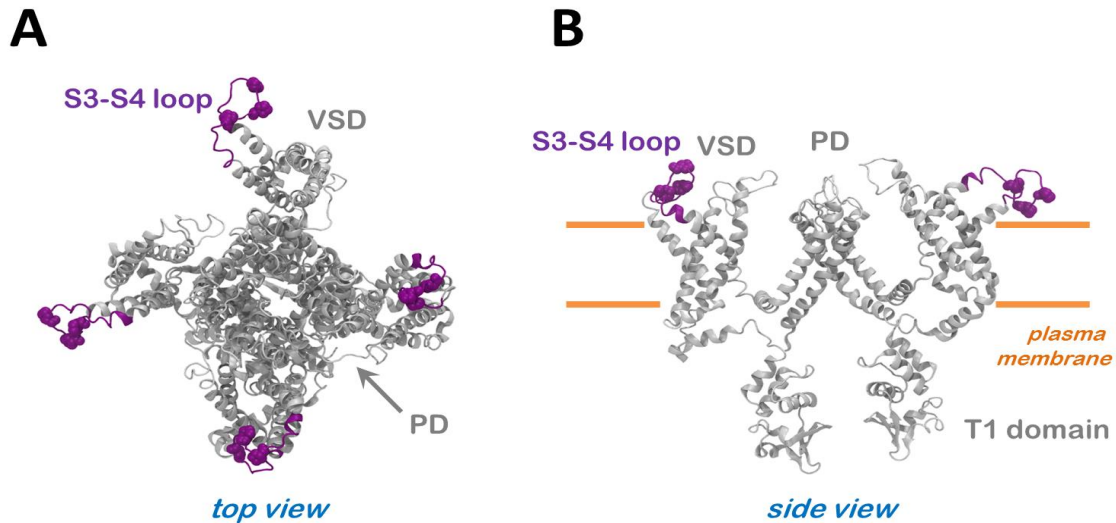 A
S3-S4 loop
VSD
PD
top view
B
S3-S4 loop
VSD
PD
plasma
membrane
T1 domain
side view